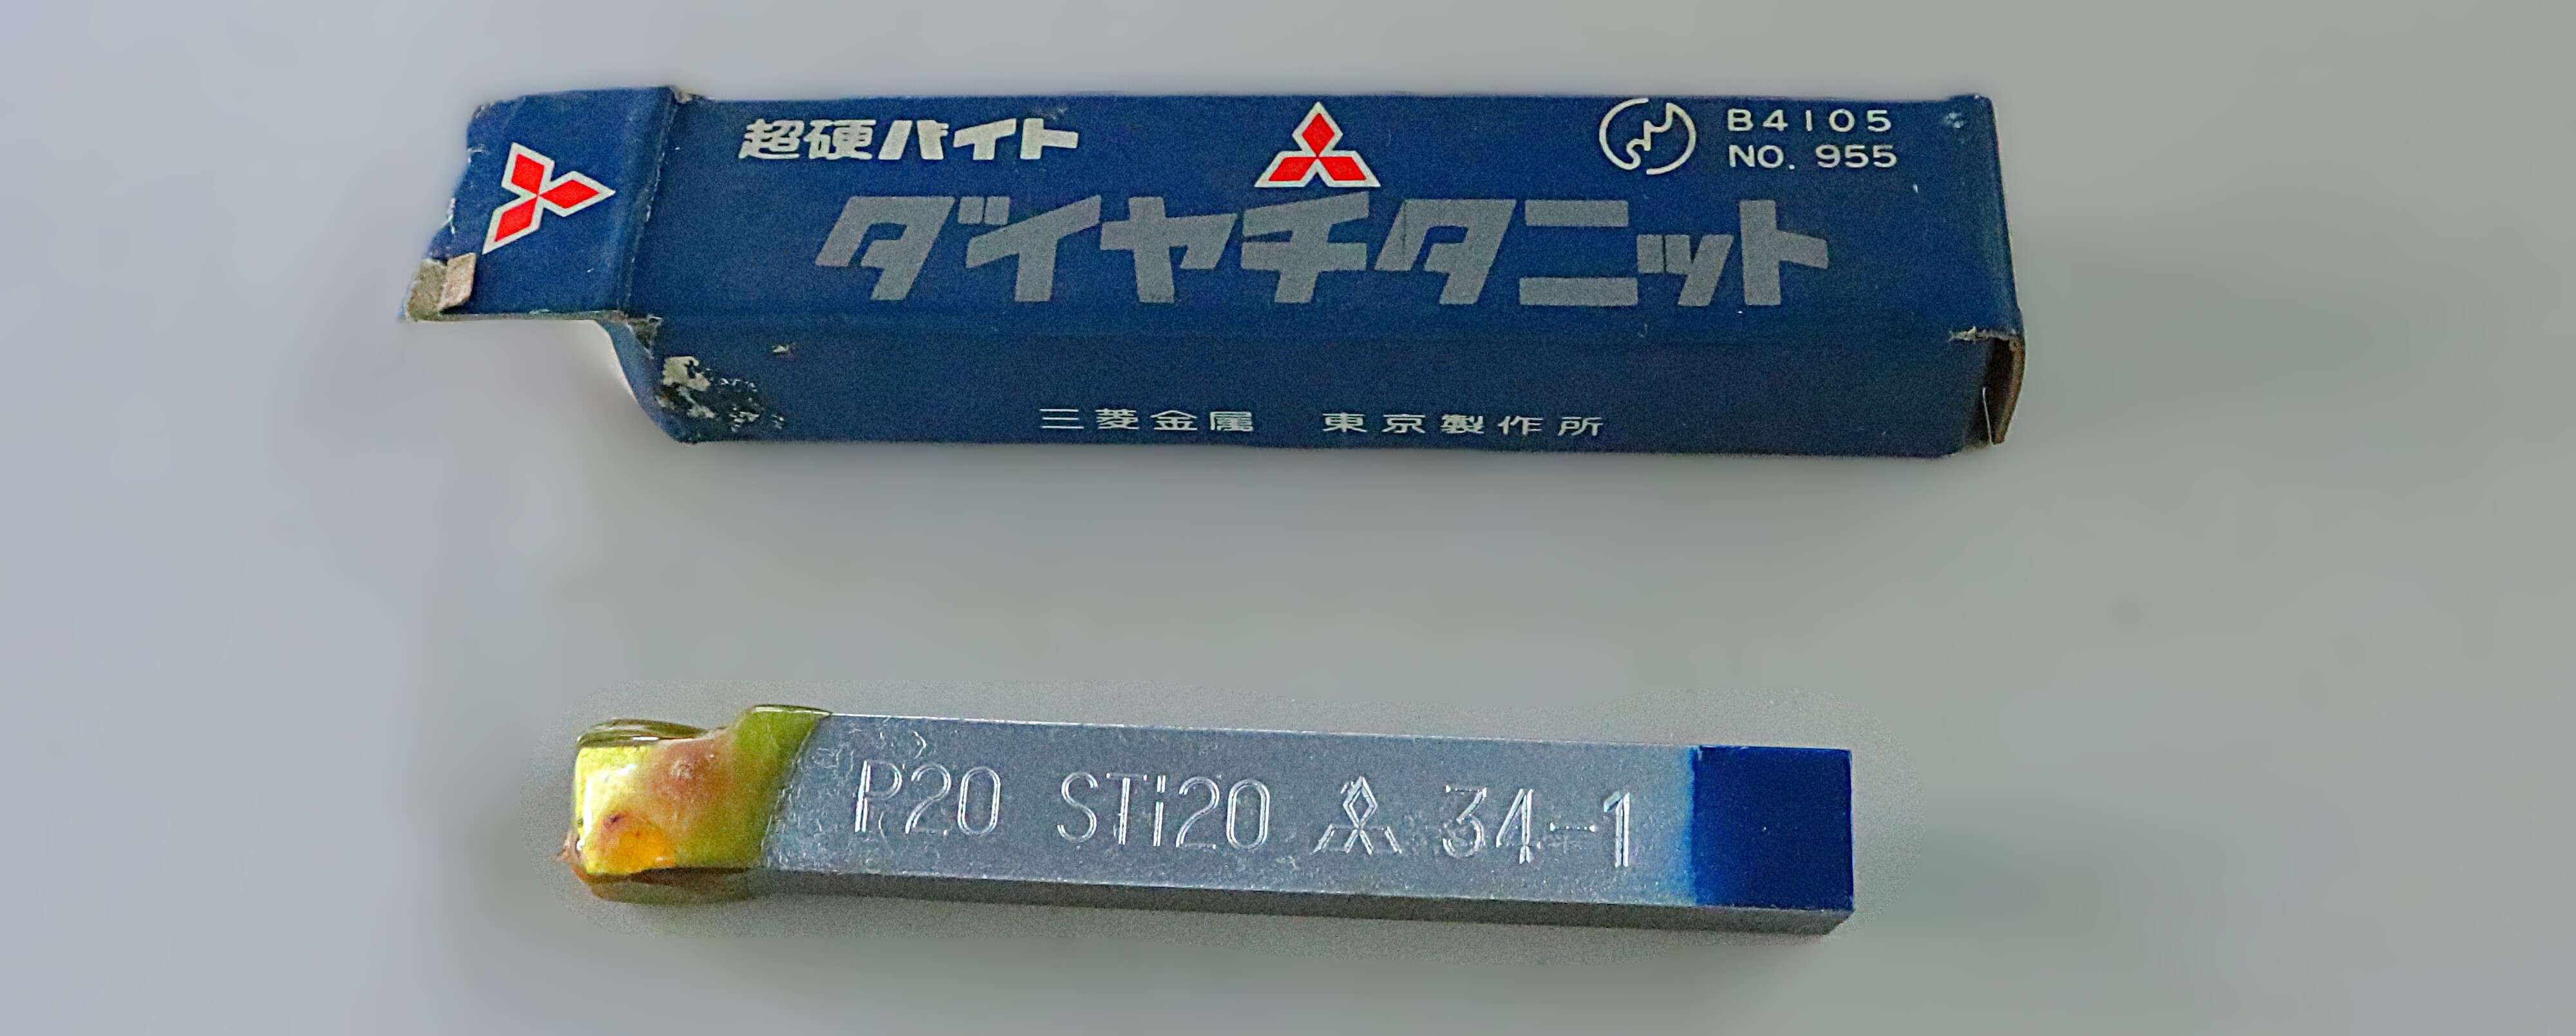 超硬バイト
B4105
NO. 955
ダイヤチタニット
三菱金属 東京製作所
P20 STi20 34-1